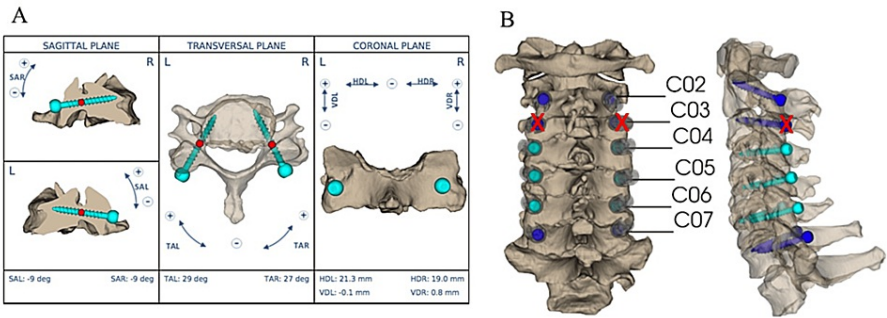 A
SAGITTAL PLANE
TRANSVERSAL PLANE
CORONAL PLANE
R
SAR
+
−
L
SAL
+
−
L
R
+
+
−
TAL
TAR
L
R
+
HDL
−
HDR
+
VDL
VDR
−
−
SAL: -9 deg
SAR: -9 deg
TAL: 29 deg
TAR: 27 deg
HDL: 21.3 mm
HDR: 19.0 mm
VDL: -0.1 mm
VDR: 0.8 mm
B
C02
C03
X
X
X
C04
C05
C06
C07